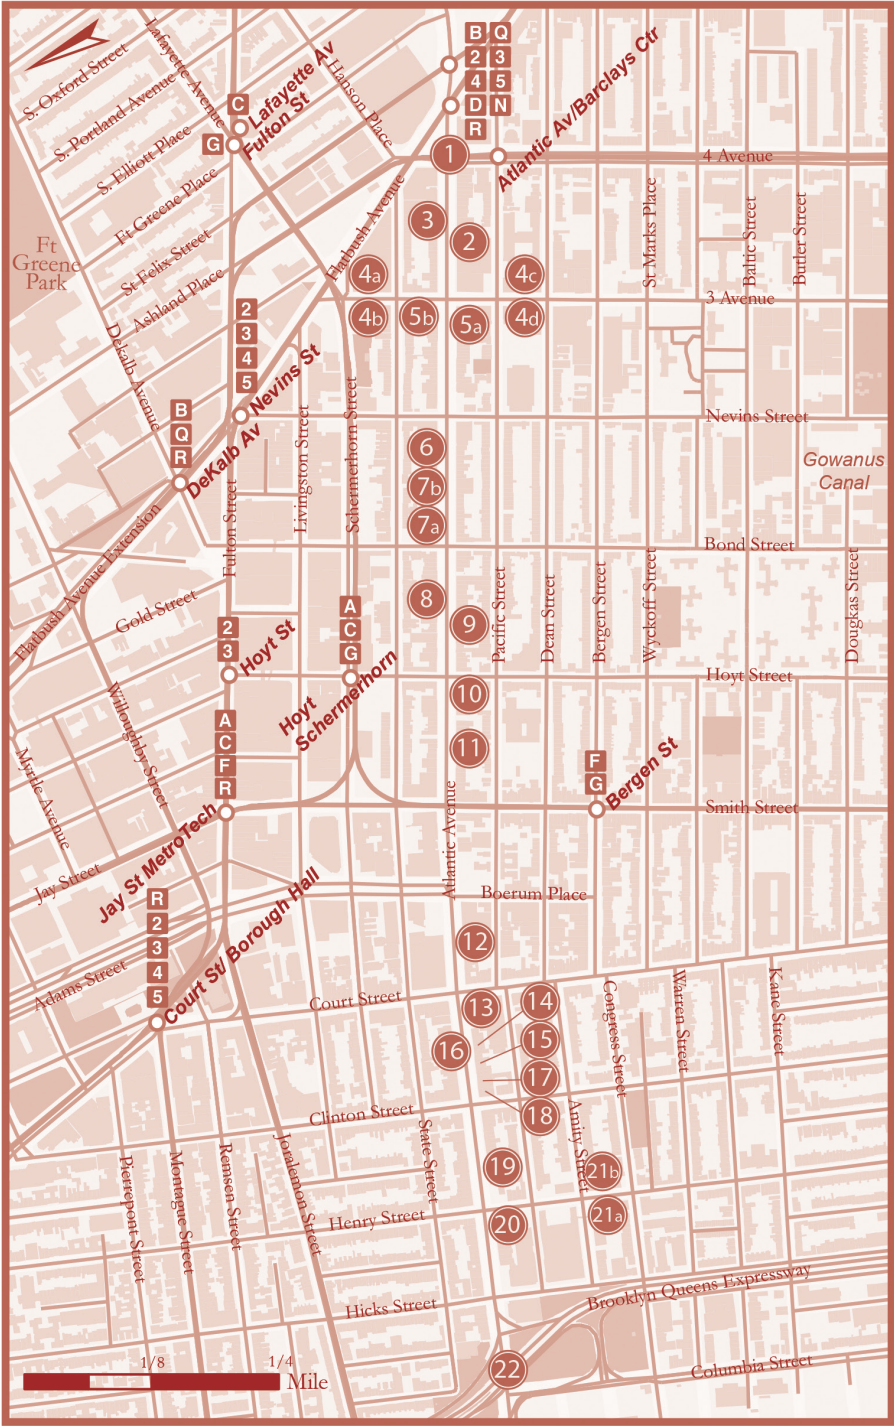 B Q
2 3
4 5
D N
R
Atlantic Av/Barclays Ctr
S. Oxford Street
Lafayette Avenue
S. Portland Avenue
C
Lafayette Av
Hanson Place
S. Elliott Place
G
Fulton St
1
4 Avenue
Ft Greene Place
Flatbush Avenue
St Marks Place
Baltic Street
Butler Street
3
2
St Felix Street
Ft
Greene
Park
4a
4c
Ashland Place
3 Avenue
2
3
4
5
4b
5b
5a
4d
Dekalb Avenue
Nevins St
B
Q
R
DeKalb Av
Livingston Street
Schermerhorn Street
Nevins Street
6
Gowanus
Canal
7b
7a
Fulton Street
Bond Street
Flatbush Avenue Extension
Gold Street
8
9
Pacific Street
Dean Street
Bergen Street
Wyckoff Street
Dougkas Street
A
C
G
2
3
Hoyt St
Hoyt
Schermerhorn
Hoyt Street
10
Willoughby Street
A
C
F
R
11
F
G
Bergen St
Myrtle Avenue
Smith Street
Jay St MetroTech
Atlantic Avenue
Jay Street
Boerum Place
R
2
3
4
5
Court St/ Borough Hall
12
Adams Street
Court Street
13
14
Congress Street
Warren Street
Kane Street
16
15
17
18
Clinton Street
State Street
Amity Street
Pierrepont Street
Montague Street
Remsen Street
Joralemon Street
19
21b
Henry Street
20
21a
Hicks Street
Brooklyn Queens Expressway
22
Columbia Street
1/8
1/4
Mile